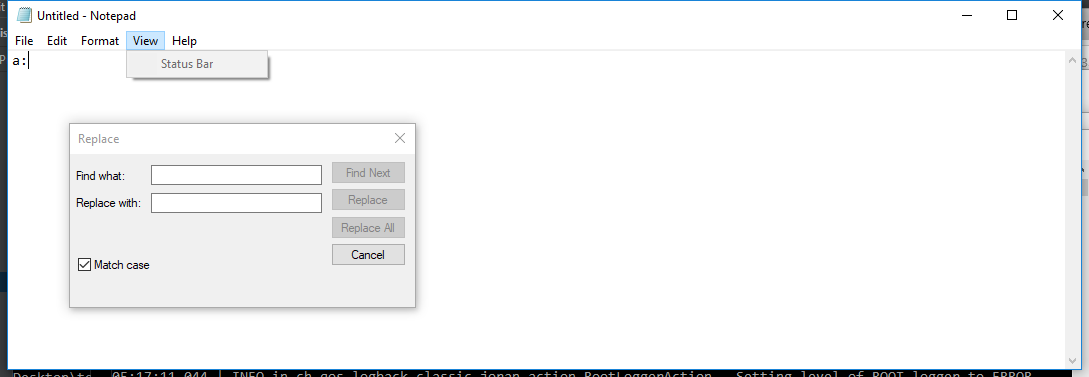 Untitled - Notepad
File Edit Format View Help
a:
Status Bar
Replace
Find what:
Find Next
Replace with:
Replace
Replace All
Cancel
Match case
05:17:11.044 | INFO in ch.qos.logback.classic.joran.action.RootLoggerAction - Setting level of ROOT logger to ERROR